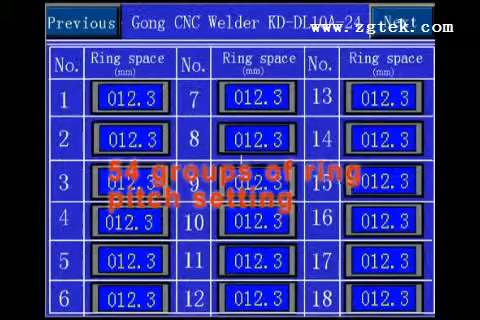 Previous
Gong CNC Welder KD-DL10A-24
Next
www.zgtek.com
No. Ring space (mm) No. Ring space (mm) No. Ring space (mm)
1 012.3 7 012.3 13 012.3
2 012.3 8 012.3 14 012.3
3 012.3 9 012.3 15 012.3
4 012.3 10 012.3 16 012.3
5 012.3 11 012.3 17 012.3
6 012.3 12 012.3 18 012.3
54 groups of ring
pitch setting